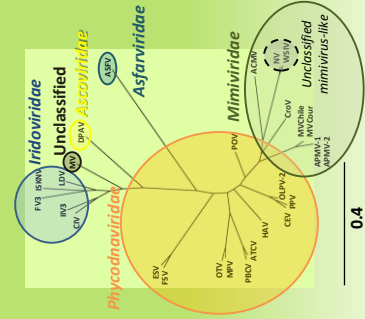 Iridoviridae
Unclassified
Ascoviridae
Asfarviridae
Mimiviridae
Unclassified
mimivirus-like
Phycodnaviridae
FV3
ISKNV
LDV
IIV3
CIV
MV
DPAV
ASFV
POV
ACMV
NV
WSIV
CroV
MVChile
MVCour
APMV-1
APMV-2
OLPV-2
PPV
CEV
HAV
ATCV
PBCV
MPV
OTV
FSV
ESV
0.4